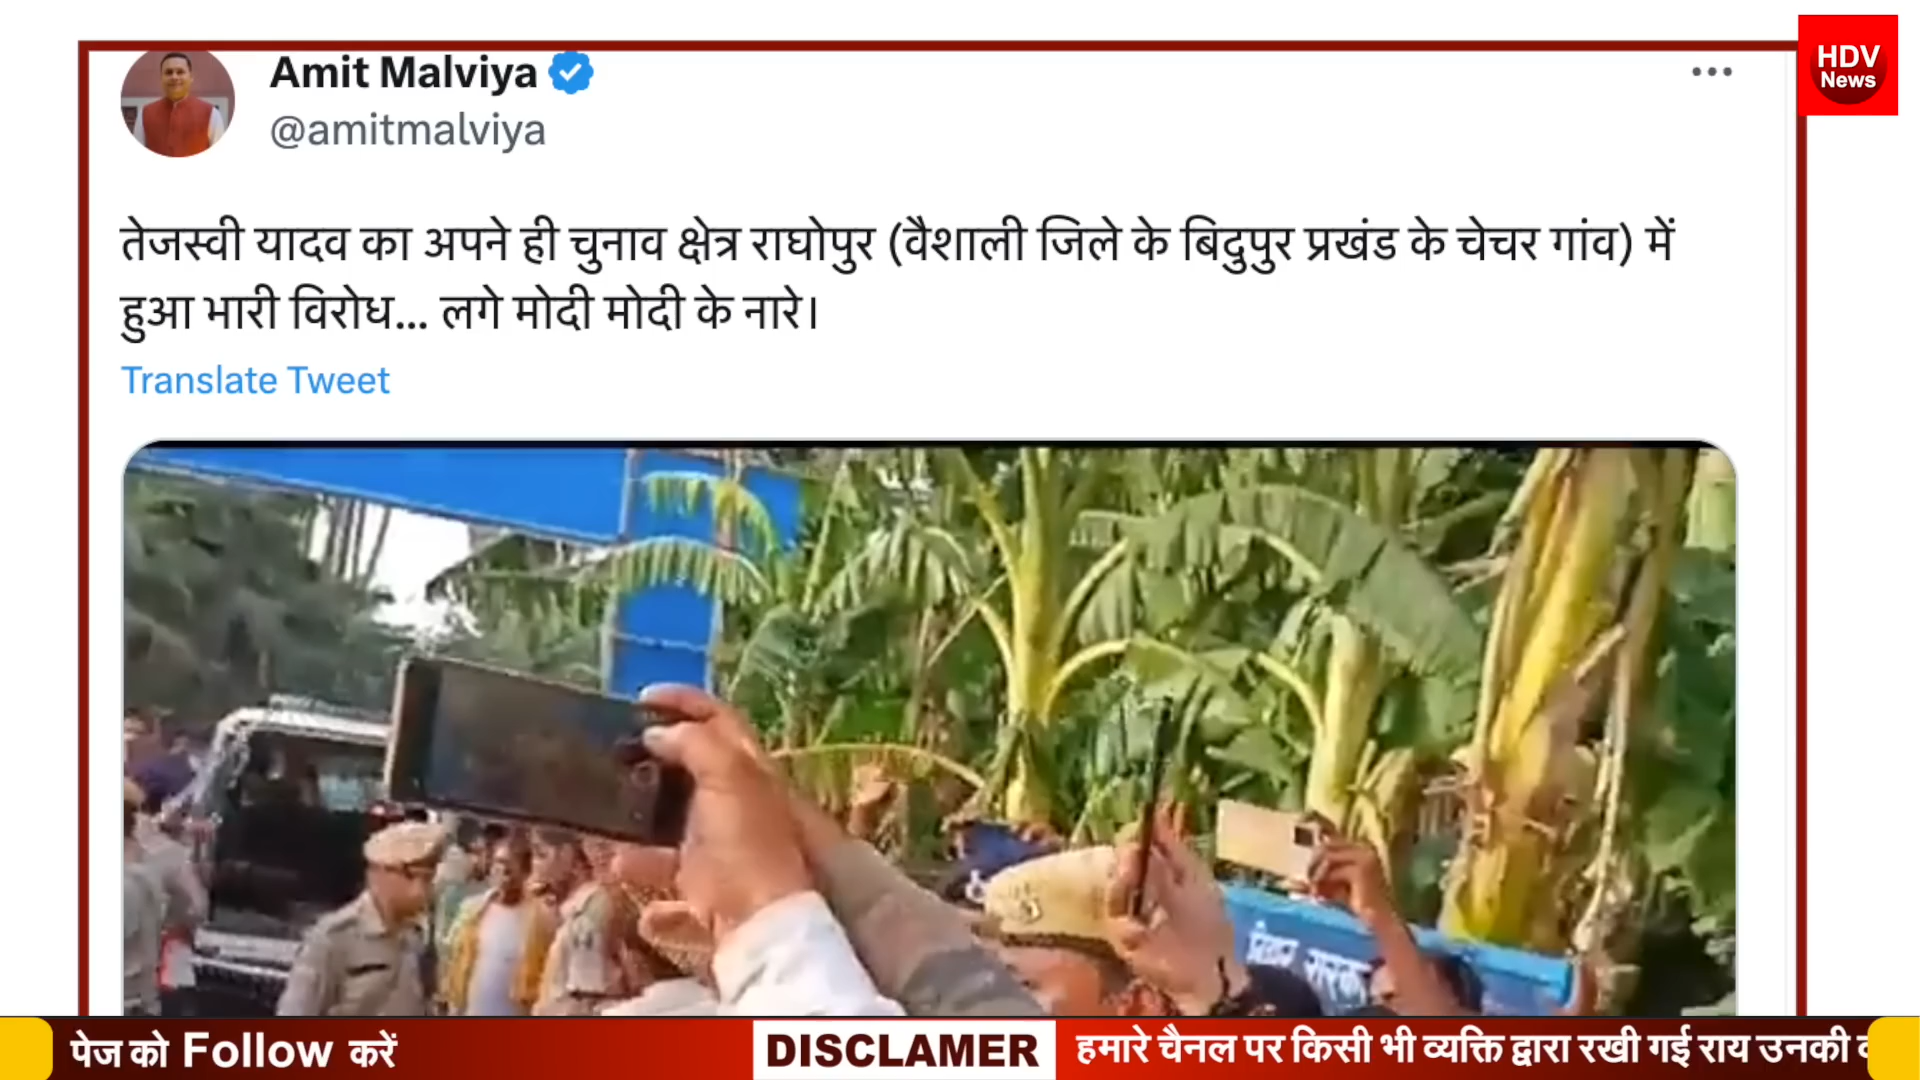 Amit Malviya
@amitmalviya
HDV
News
तेजस्वी यादव का अपने ही चुनाव क्षेत्र राघोपुर (वैशाली जिले के बिदुपुर प्रखंड के चेचर गांव) में
हुआ भारी विरोध... लगे मोदी मोदी के नारे।
Translate Tweet
पेज को Follow करें
DISCLAMER
हमारे चैनल पर किसी भी व्यक्ति द्वारा रखी गई राय उनकी